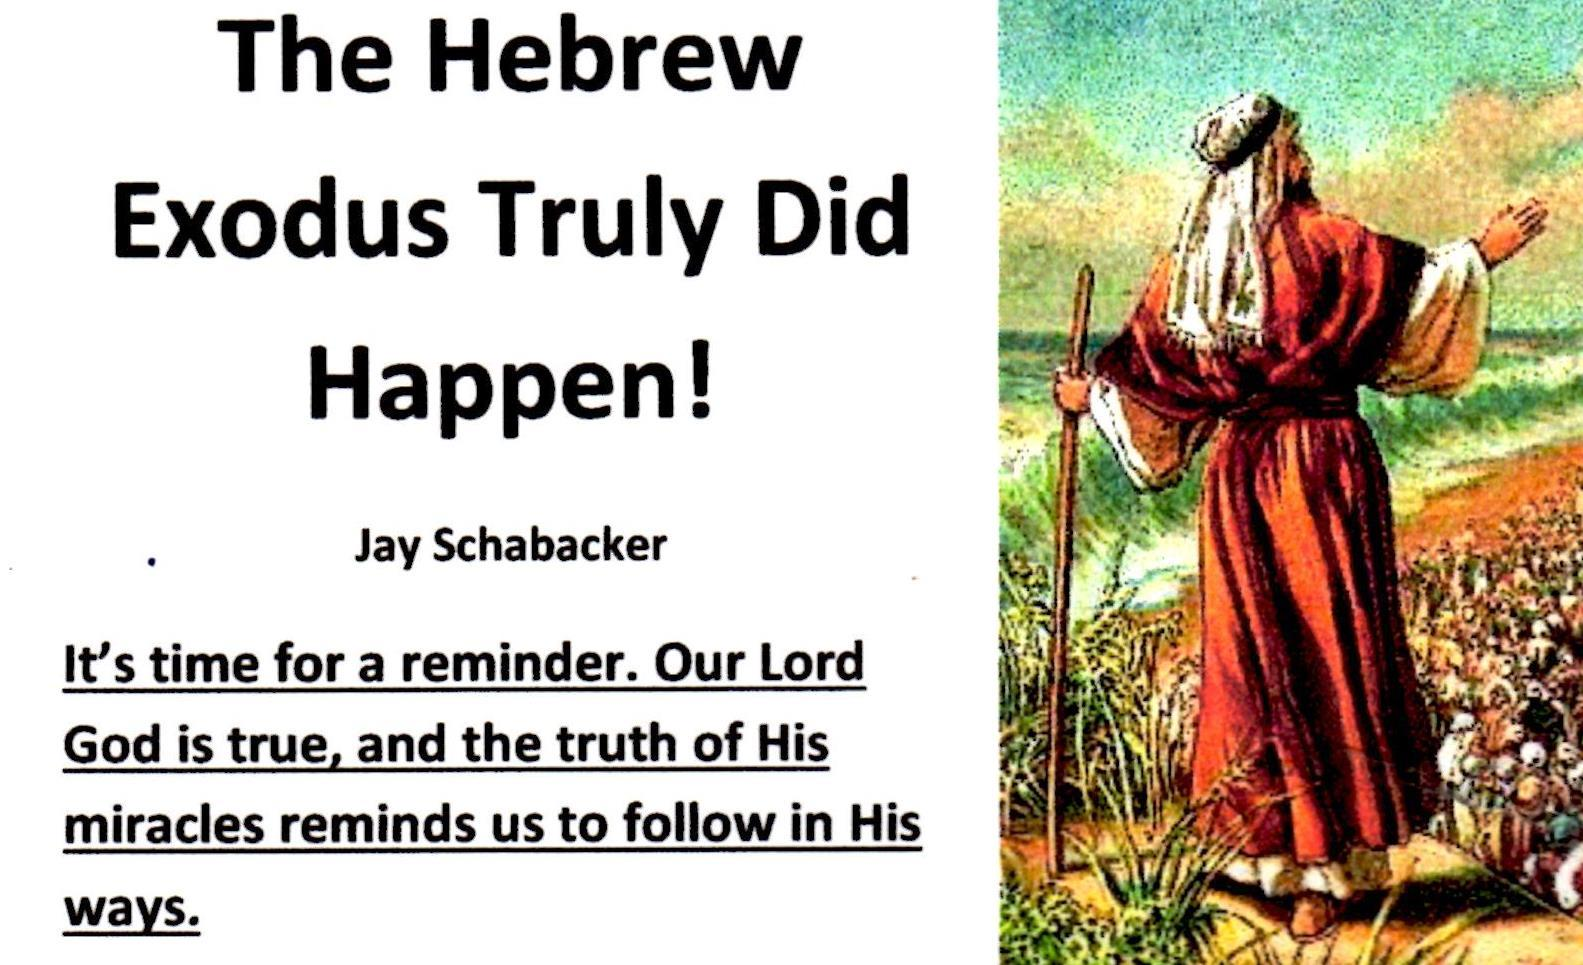 The Hebrew
Exodus Truly Did
Happen!
Jay Schabacker
It’s time for a reminder. Our Lord
God is true, and the truth of His
miracles reminds us to follow in His
ways.